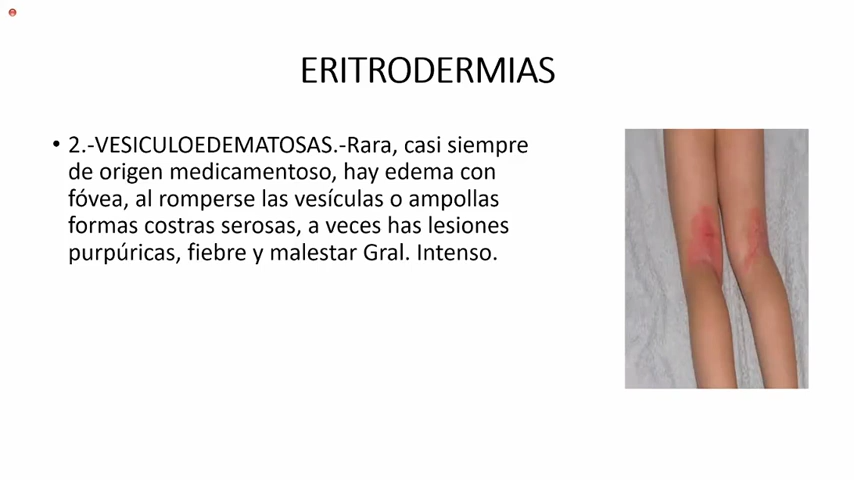 ERITRODERMIAS
• 2.-VESICULOEDEMATOSAS.-Rara, casi siempre
de origen medicamentoso, hay edema con
fóvea, al romperse las vesículas o ampollas
formas costras serosas, a veces has lesiones
purpúricas, fiebre y malestar Gral. Intenso.